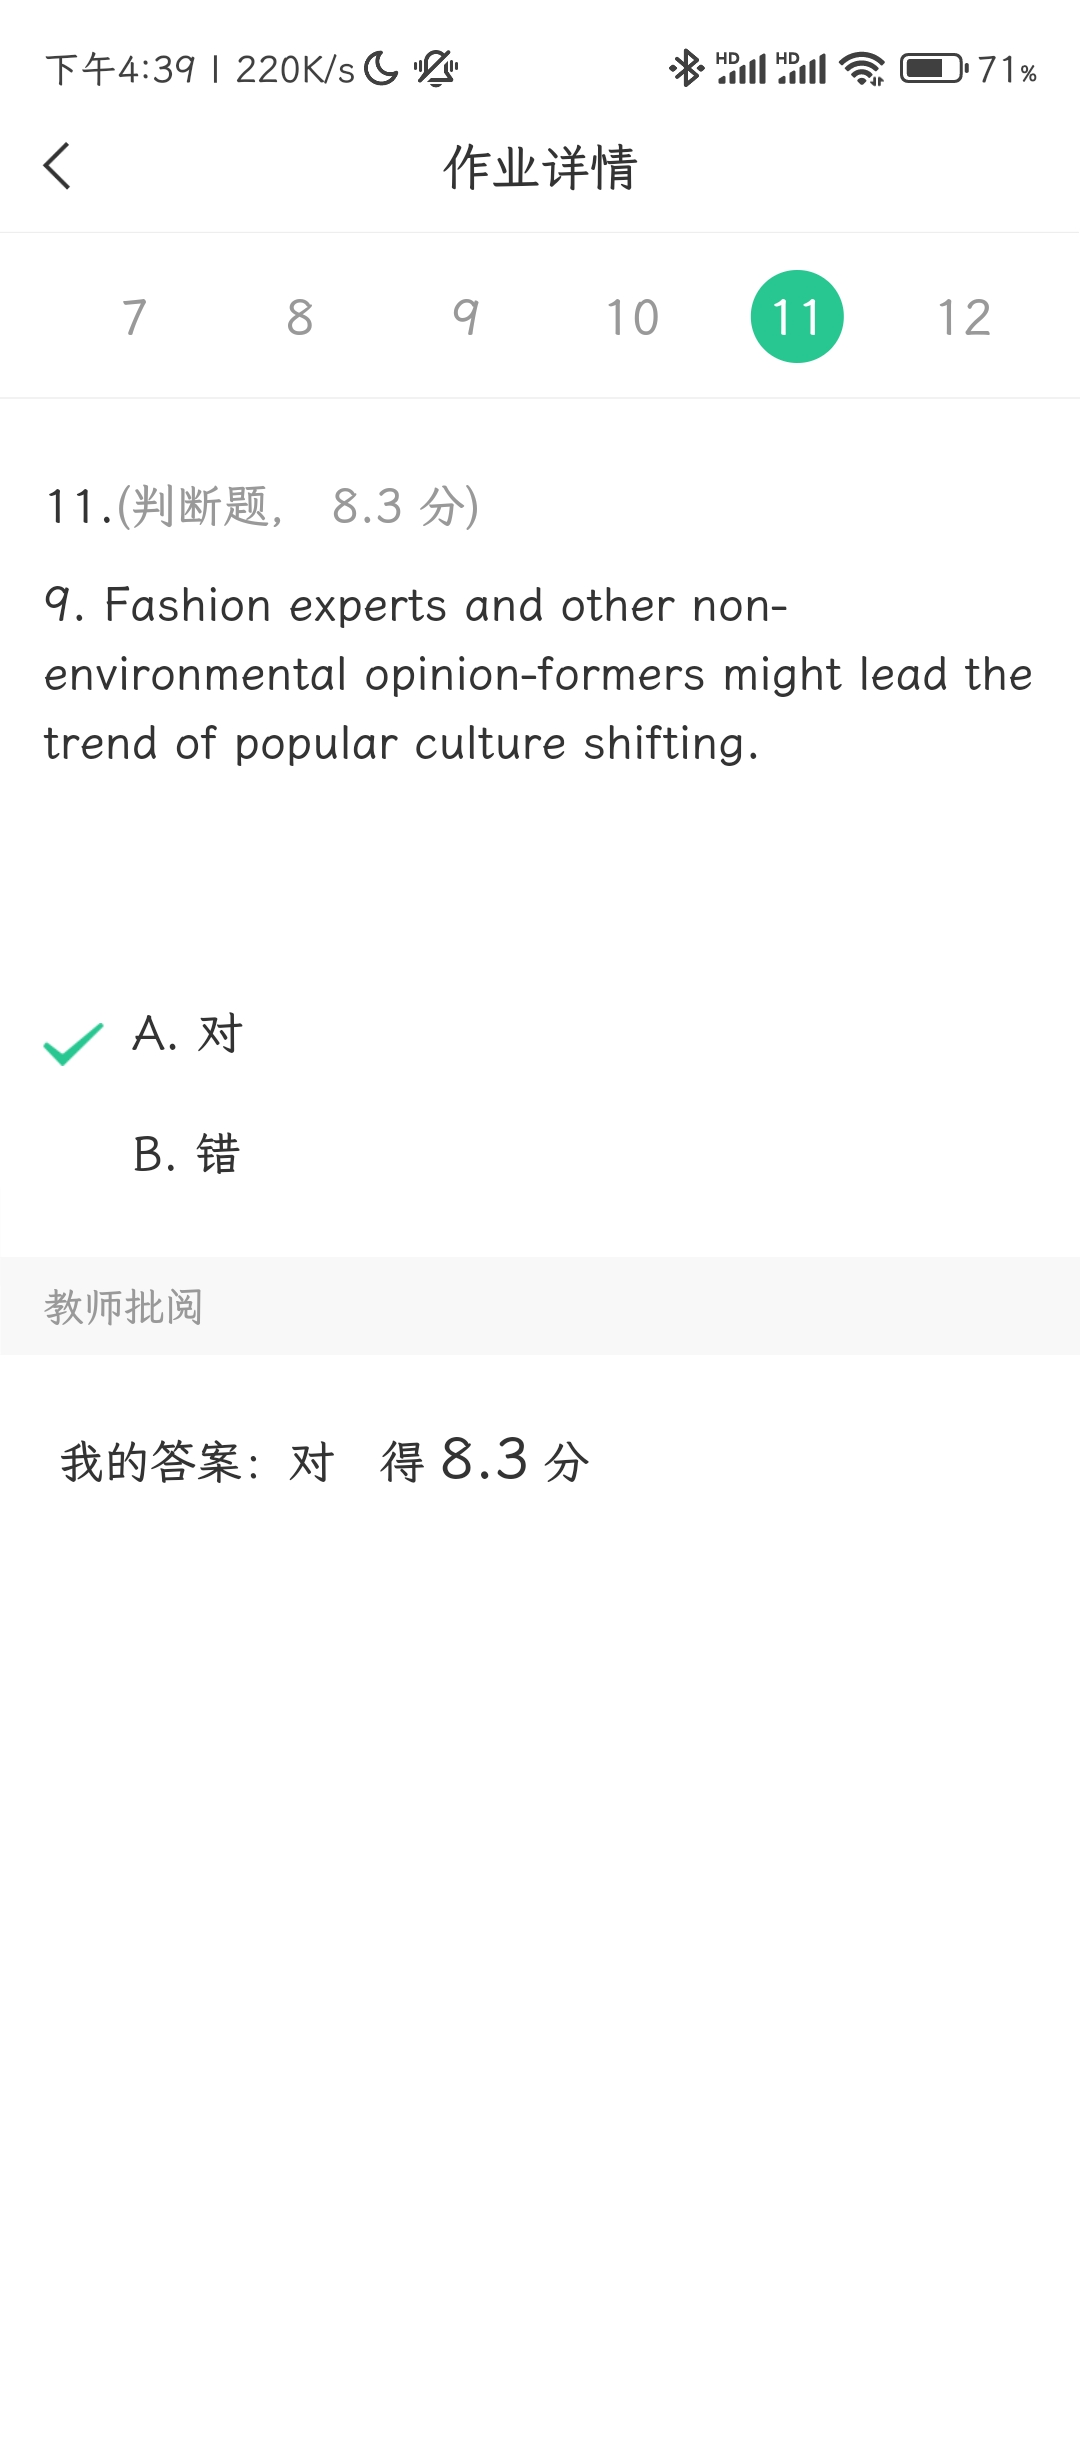 下午4:39 | 220K/s HD HD 71%
作业详情
7 8 9 10 11 12
11.(判断题, 8.3 分)
9. Fashion experts and other non-
environmental opinion-formers might lead the
trend of popular culture shifting.
A. 对
B. 错
教师批阅
我的答案: 对 得 8.3 分